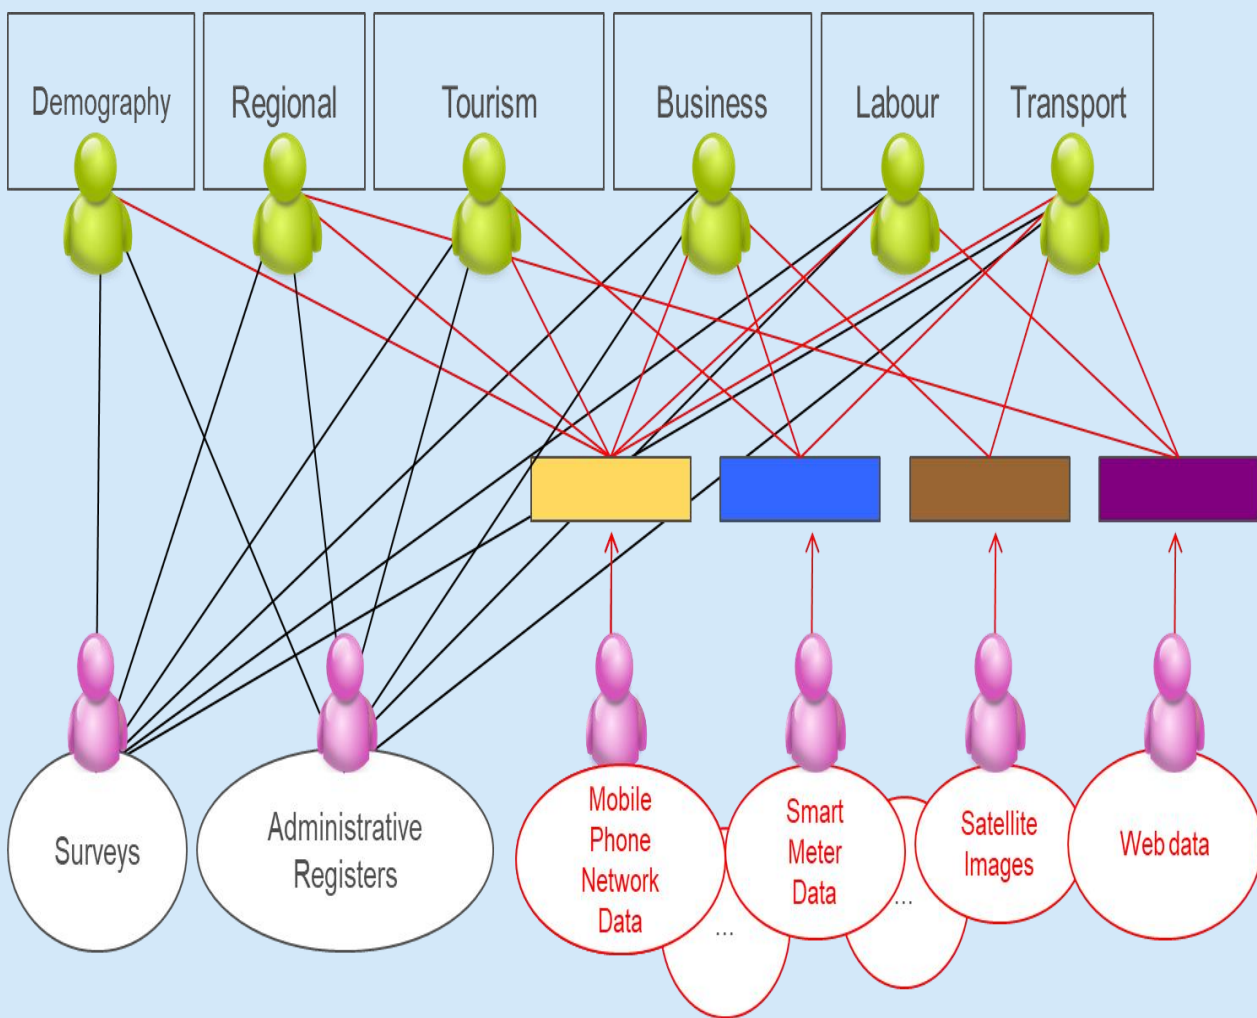 Demography
Regional
Tourism
Business
Labour
Transport
Surveys
Administrative
Registers
Mobile
Phone
Network
Data
...
Smart
Meter
Data
...
Satellite
Images
Web data